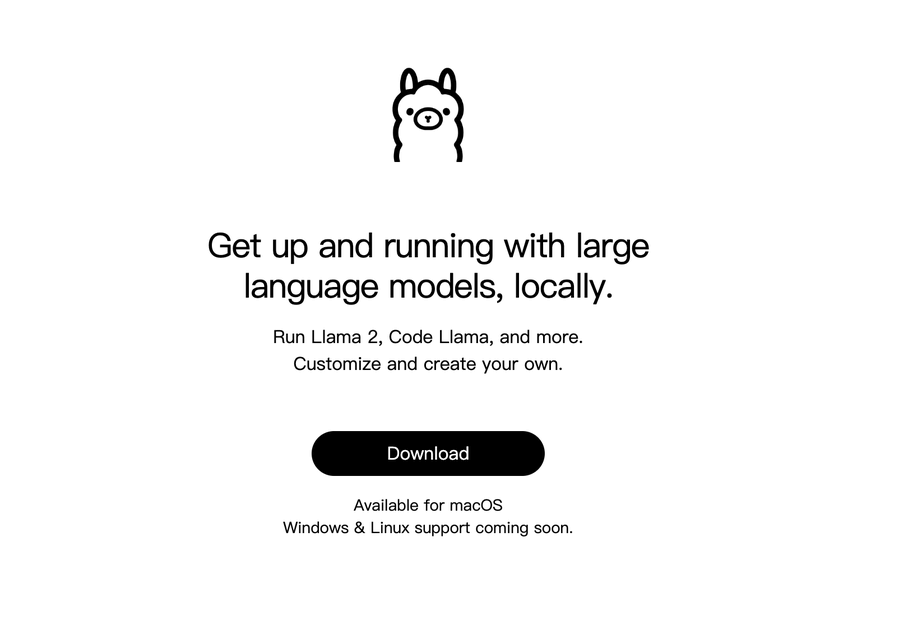 Get up and running with large
language models, locally.
Run Llama 2, Code Llama, and more.
Customize and create your own.
Download
Available for macOS
Windows & Linux support coming soon.